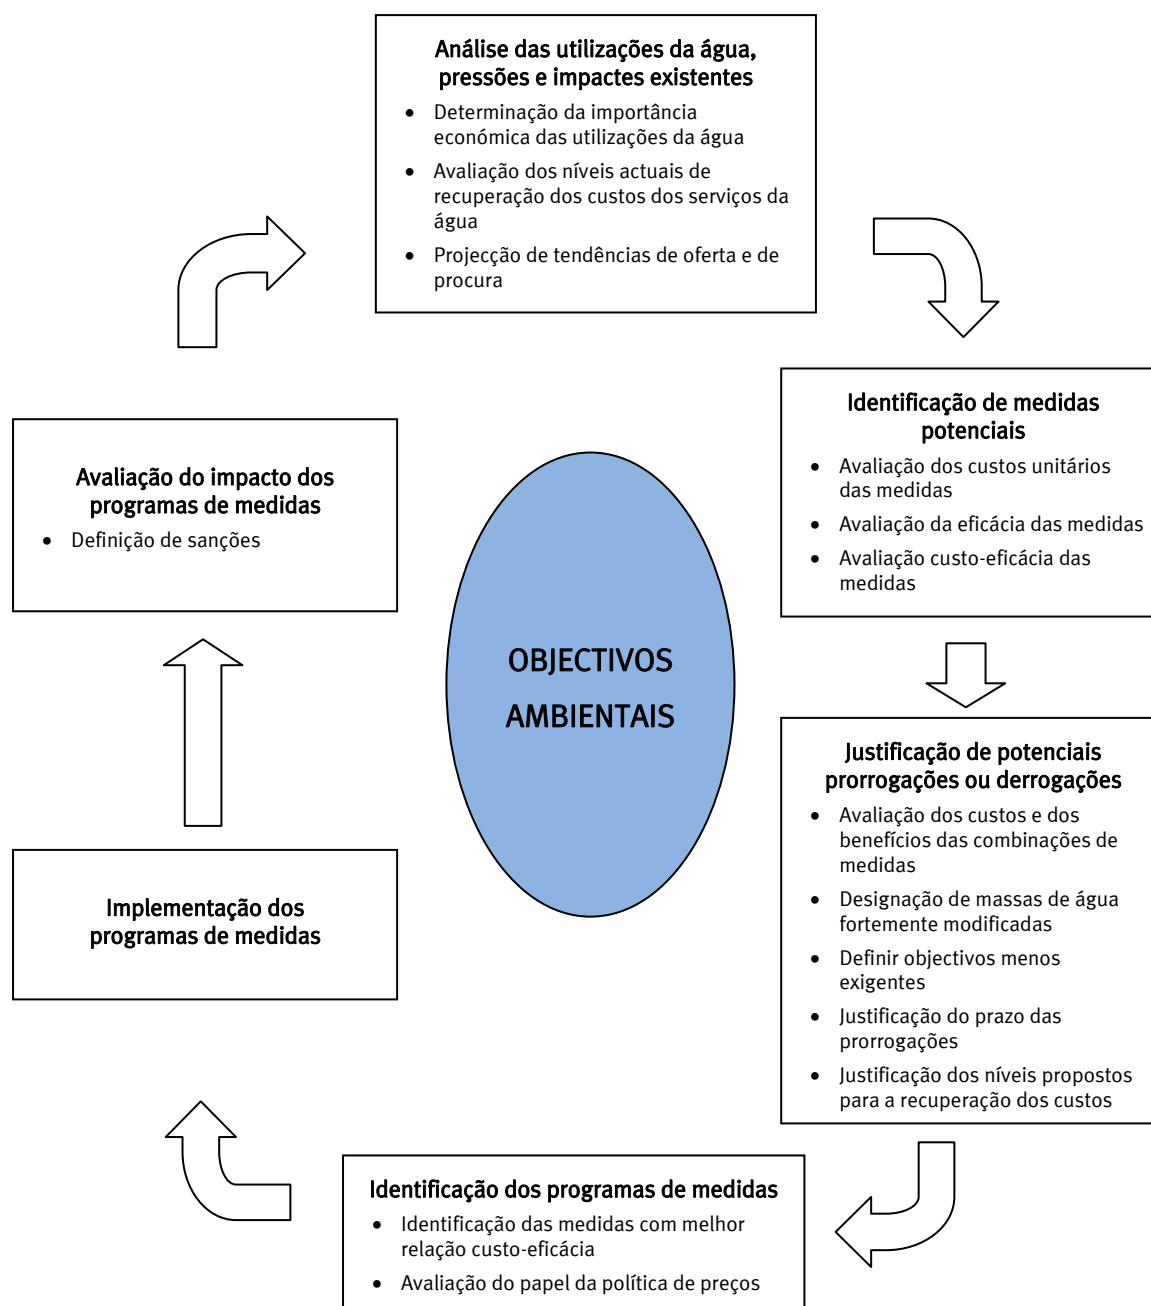 Análise das utilizações da água,
pressões e impactes existentes
• Determinação da importância
económica das utilizações da água
• Avaliação dos níveis actuais de
recuperação dos custos dos serviços da
água
• Projecção de tendências de oferta e de
procura
Identificação de medidas
potenciais
• Avaliação dos custos unitários
das medidas
• Avaliação da eficácia das medidas
• Avaliação custo-eficácia das
medidas
Justificação de potenciais
prorrogações ou derrogações
• Avaliação dos custos e dos
benefícios das combinações de
medidas
• Designação de massas de água
fortemente modificadas
• Definir objectivos menos
exigentes
• Justificação do prazo das
prorrogações
• Justificação dos níveis propostos
para a recuperação dos custos
Identificação dos programas de medidas
• Identificação das medidas com melhor
relação custo-eficácia
• Avaliação do papel da política de preços
Implementação dos
programas de medidas
Avaliação do impacto dos
programas de medidas
• Definição de sanções
OBJECTIVOS
AMBIENTAIS